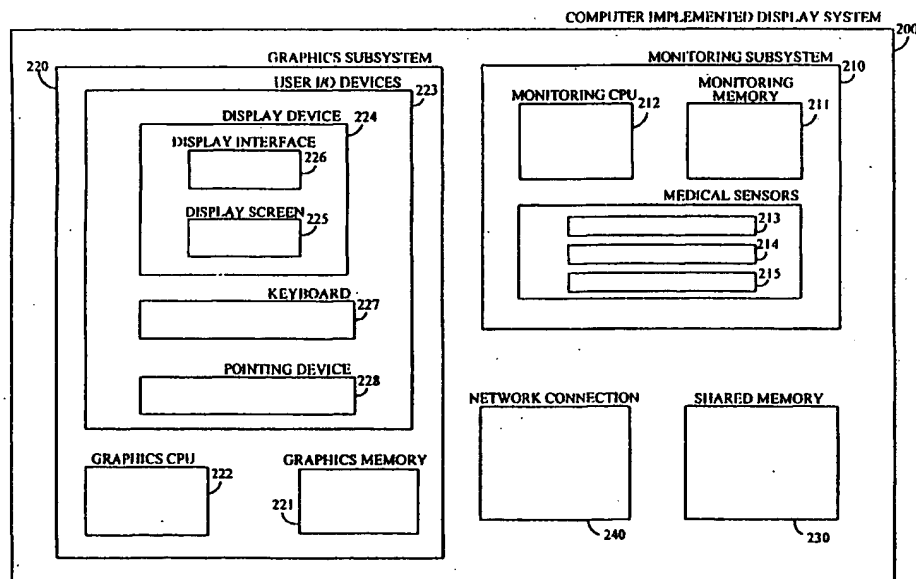 COMPUTER IMPLEMENTED DISPLAY SYSTEM
200
GRAPHICS SUBSYSTEM
220
USER I/O DEVICES
223
DISPLAY DEVICE
224
DISPLAY INTERFACE
226
DISPLAY SCREEN
225
KEYBOARD
227
POINTING DEVICE
228
GRAPHICS CPU
222
GRAPHICS MEMORY
221
MONITORING SUBSYSTEM
210
MONITORING CPU
212
MONITORING
MEMORY
211
MEDICAL SENSORS
213
214
215
NETWORK CONNECTION
240
SHARED MEMORY
230